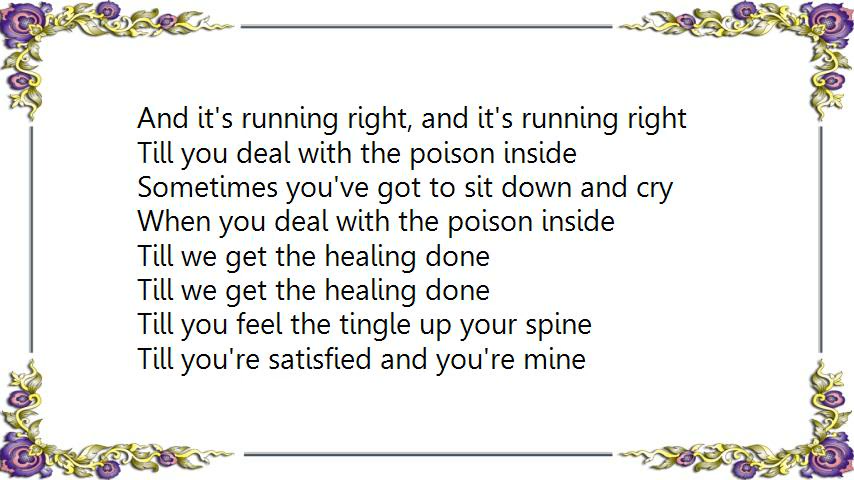 And it's running right, and it's running right
Till you deal with the poison inside
Sometimes you've got to sit down and cry
When you deal with the poison inside
Till we get the healing done
Till we get the healing done
Till you feel the tingle up your spine
Till you're satisfied and you're mine